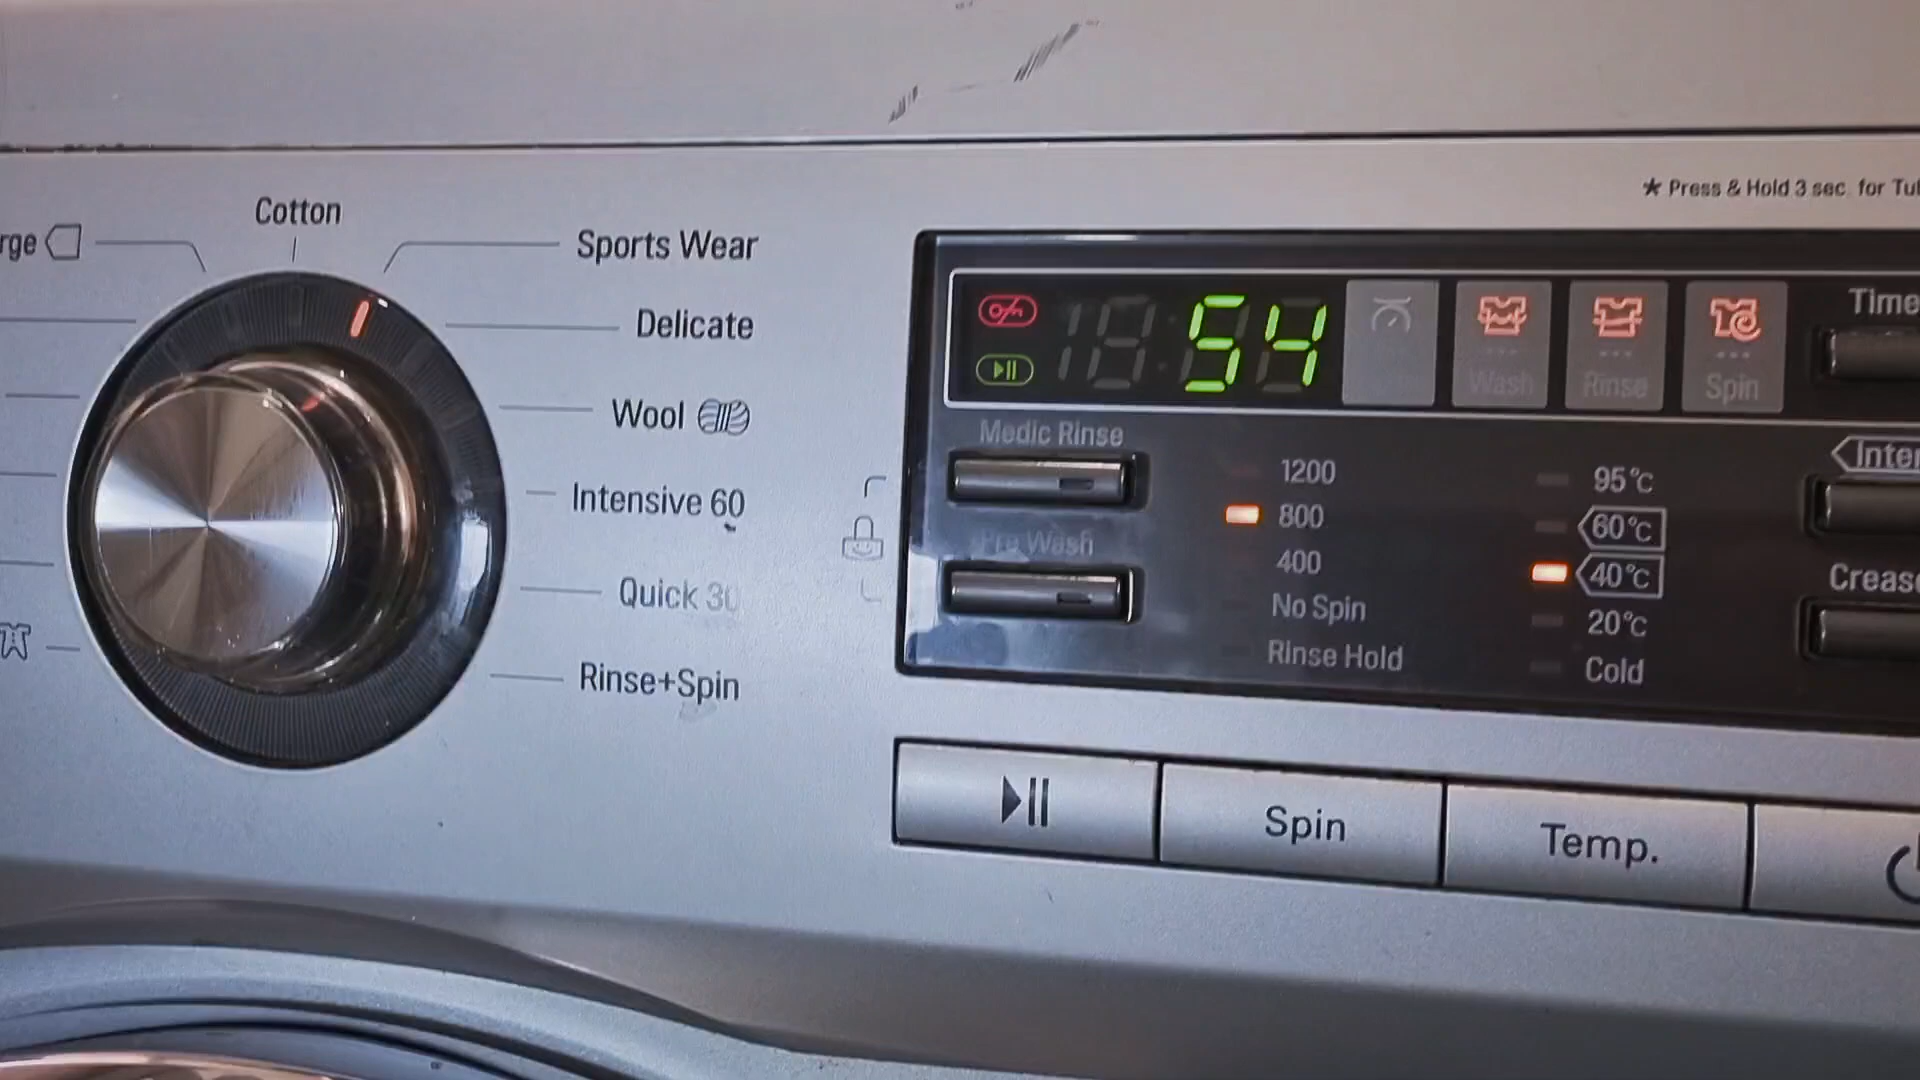 * Press & Hold 3 sec. for Tu
Cotton
rge
Sports Wear
Delicate
Wool
Intensive 60
Quick 30
Rinse+Spin
54
Wash
Rinse
Spin
Time
Medic Rinse
Pre Wash
1200
800
400
No Spin
Rinse Hold
95°C
60°C
40°C
20°C
Cold
Inte
Creas
Spin
Temp.